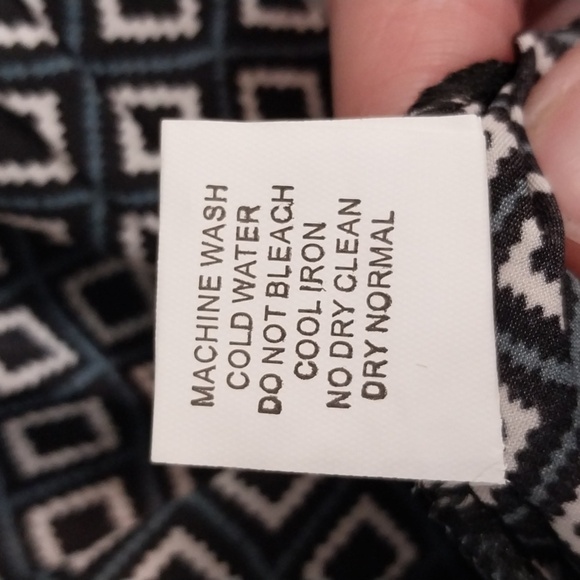 MACHINE WASH
COLD WATER
DO NOT BLEACH
COOL IRON
NO DRY CLEAN
DRY NORMAL